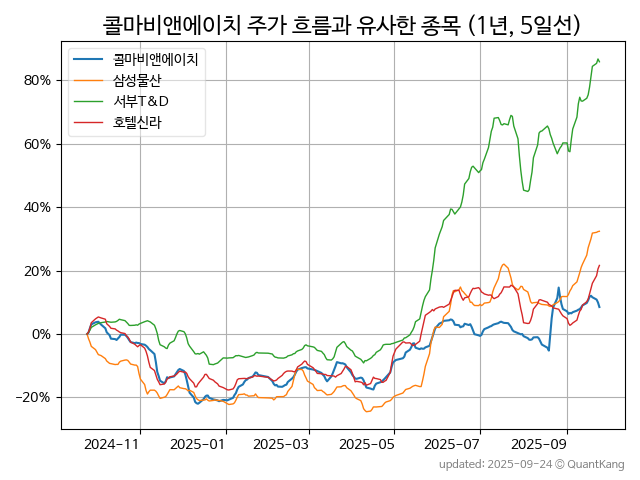 콜마비앤에이치 주가 흐름과 유사한 종목 (1년, 5일선)
콜마비앤에이치
삼성물산
서부T&D
호텔신라
80%
60%
40%
20%
0%
−20%
2024-11
2025-01
2025-03
2025-05
2025-07
2025-09
updated: 2025-09-24 © QuantKang